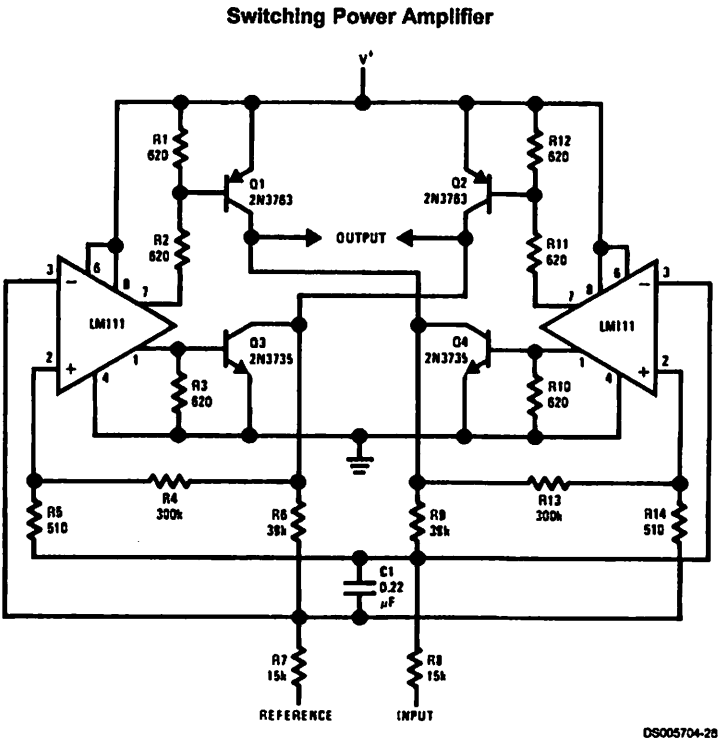 Switching Power Amplifier
V+
R1
620
R12
620
Q1
2N3763
Q2
2N3763
R2
620
OUTPUT
R11
620
3
6
8
7
6
8
7
3
LM111
LM111
2
1
4
Q3
2N3735
Q4
2N3735
1
4
2
R3
620
R10
620
R4
300k
R13
300k
R5
510
R6
39k
R9
39k
R14
510
C1
0.22
µF
R7
15k
R8
15k
REFERENCE
INPUT
DS005704-26